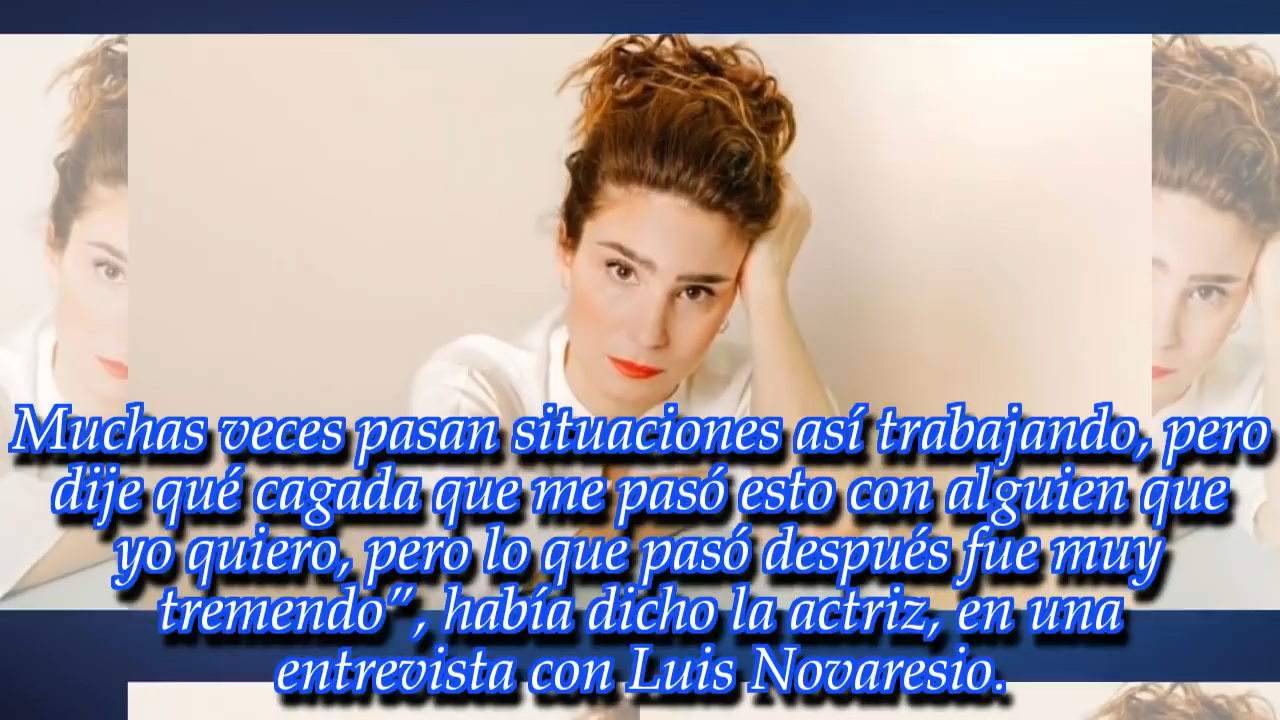 Muchas veces pasan situaciones así trabajando, pero
dije qué cagada que me pasó esto con alguien que
yo quiero, pero lo que pasó después fue muy
tremendo”, había dicho la actriz, en una
entrevista con Luis Novaresio.